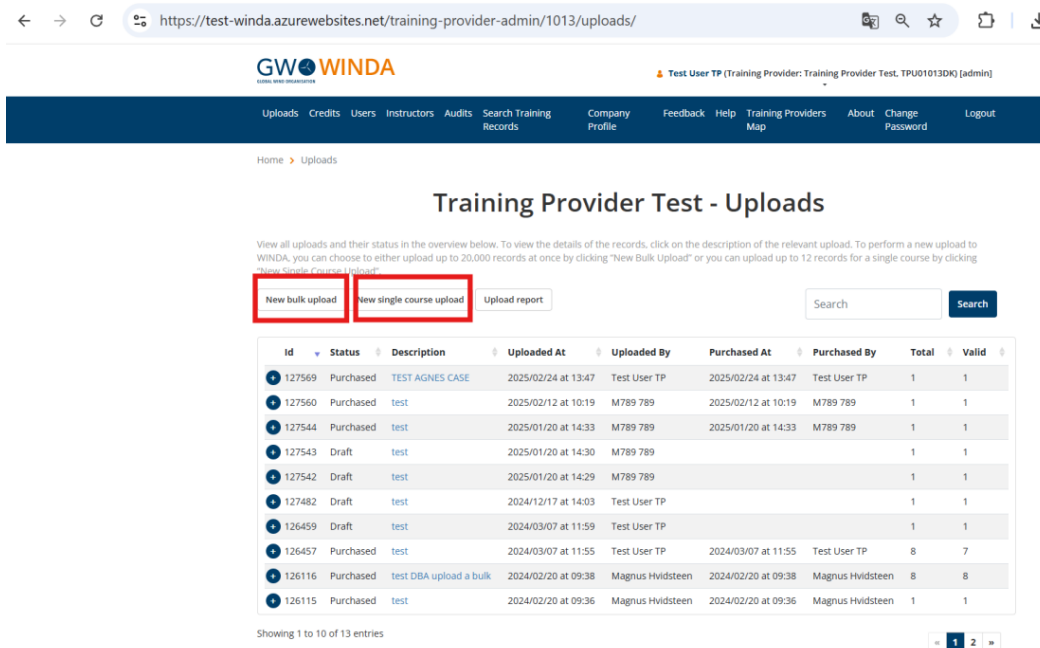 https://test-winda.azurewebsites.net/training-provider-admin/1013/uploads/
GWO WINDA
GLOBAL WIND ORGANISATION
Test User TP (Training Provider: Training Provider Test, TPU01013DK) [admin]
Uploads Credits Users Instructors Audits Search Training Records Company Profile Feedback Help Training Providers Map About Change Password Logout
Home > Uploads
Training Provider Test - Uploads
View all uploads and their status in the overview below. To view the details of the records, click on the description of the relevant upload. To perform a new upload to
WINDA, you can choose to either upload up to 20,000 records at once by clicking "New Bulk Upload" or you can upload up to 12 records for a single course by clicking
"New Single Course Upload".
New bulk upload New single course upload Upload report Search Search
Id Status Description Uploaded At Uploaded By Purchased At Purchased By Total Valid
127569 Purchased TEST AGNES CASE 2025/02/24 at 13:47 Test User TP 2025/02/24 at 13:47 Test User TP 1 1
127560 Purchased test 2025/02/12 at 10:19 M789 789 2025/02/12 at 10:19 M789 789 1 1
127544 Purchased test 2025/01/20 at 14:33 M789 789 2025/01/20 at 14:33 M789 789 1 1
127543 Draft test 2025/01/20 at 14:30 M789 789 1 1
127542 Draft test 2025/01/20 at 14:29 M789 789 1 1
127482 Draft test 2024/12/17 at 14:03 Test User TP 1 1
126459 Draft test 2024/03/07 at 11:59 Test User TP 1 1
126457 Purchased test 2024/03/07 at 11:55 Test User TP 2024/03/07 at 11:55 Test User TP 8 7
126116 Purchased test DBA upload a bulk 2024/02/20 at 09:38 Magnus Hvidsteen 2024/02/20 at 09:38 Magnus Hvidsteen 8 8
126115 Purchased test 2024/02/20 at 09:36 Magnus Hvidsteen 2024/02/20 at 09:36 Magnus Hvidsteen 1 1
Showing 1 to 10 of 13 entries
« 1 2 »